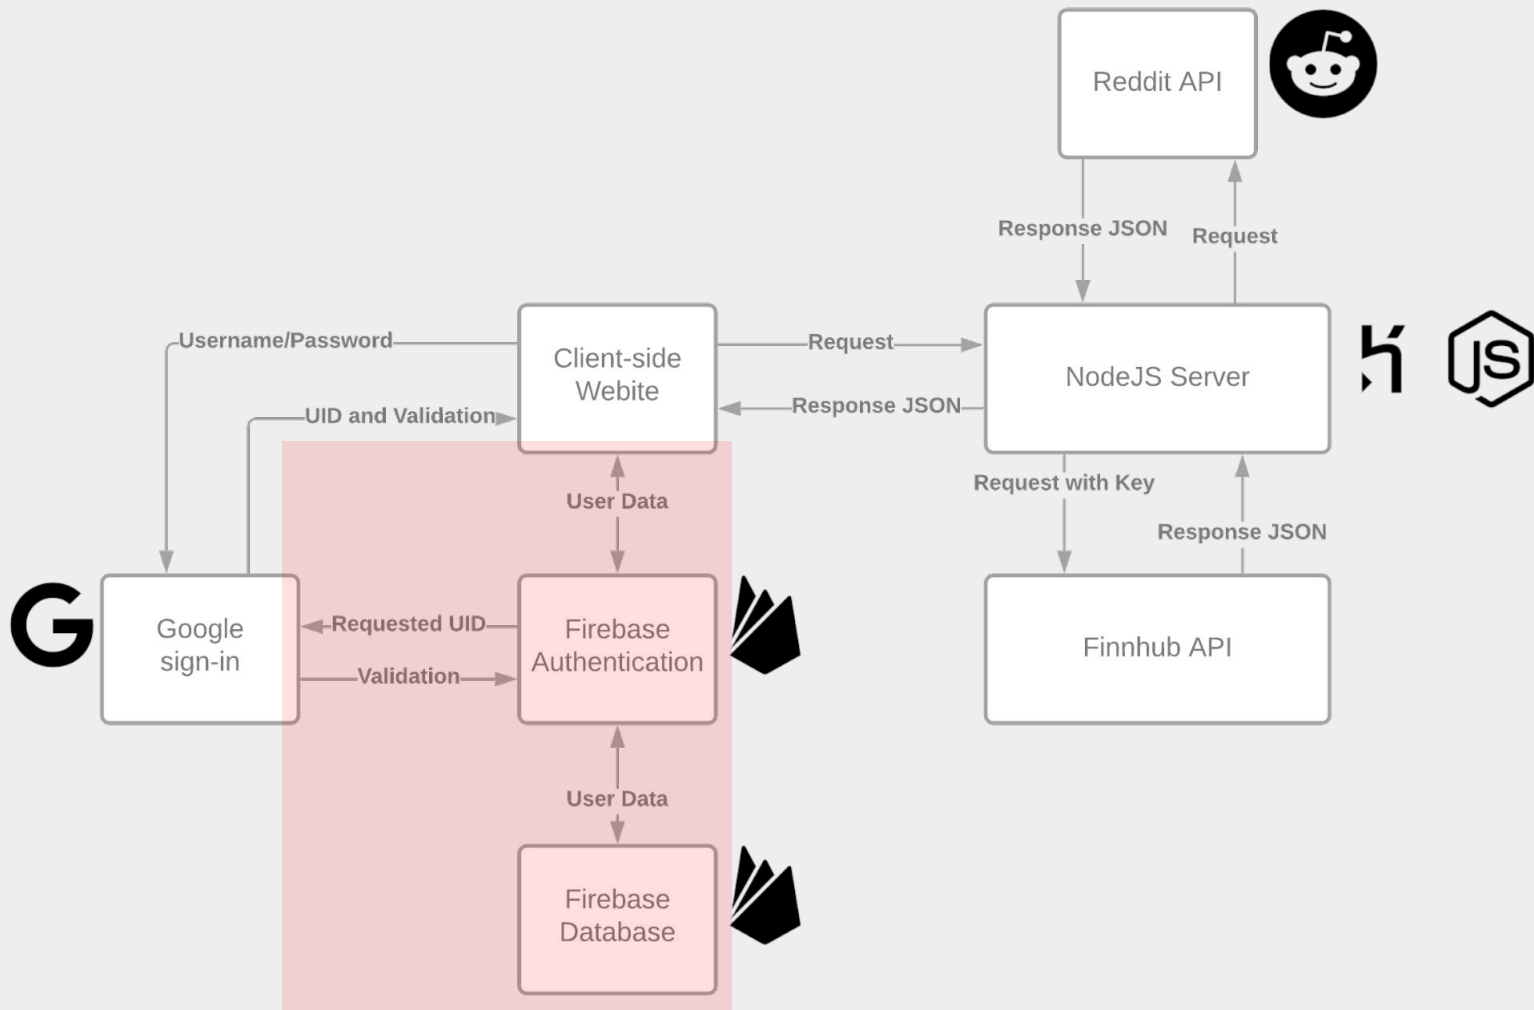 Reddit API
Response JSON
Request
Username/Password
Client-side
Webite
Request
NodeJS Server
JS
UID and Validation
Response JSON
User Data
Request with Key
Response JSON
Google
sign-in
Requested UID
Validation
Firebase
Authentication
Finnhub API
User Data
Firebase
Database